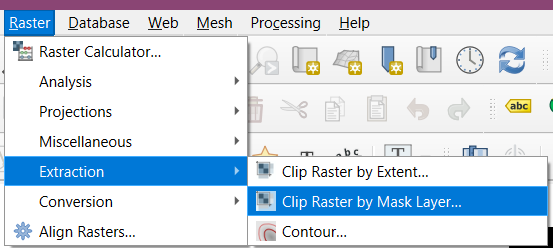 Raster Database Web Mesh Processing Help
Raster Calculator...
Analysis
Projections
Miscellaneous
Extraction
Conversion
Align Rasters...
Clip Raster by Extent...
Clip Raster by Mask Layer...
Contour...
abc